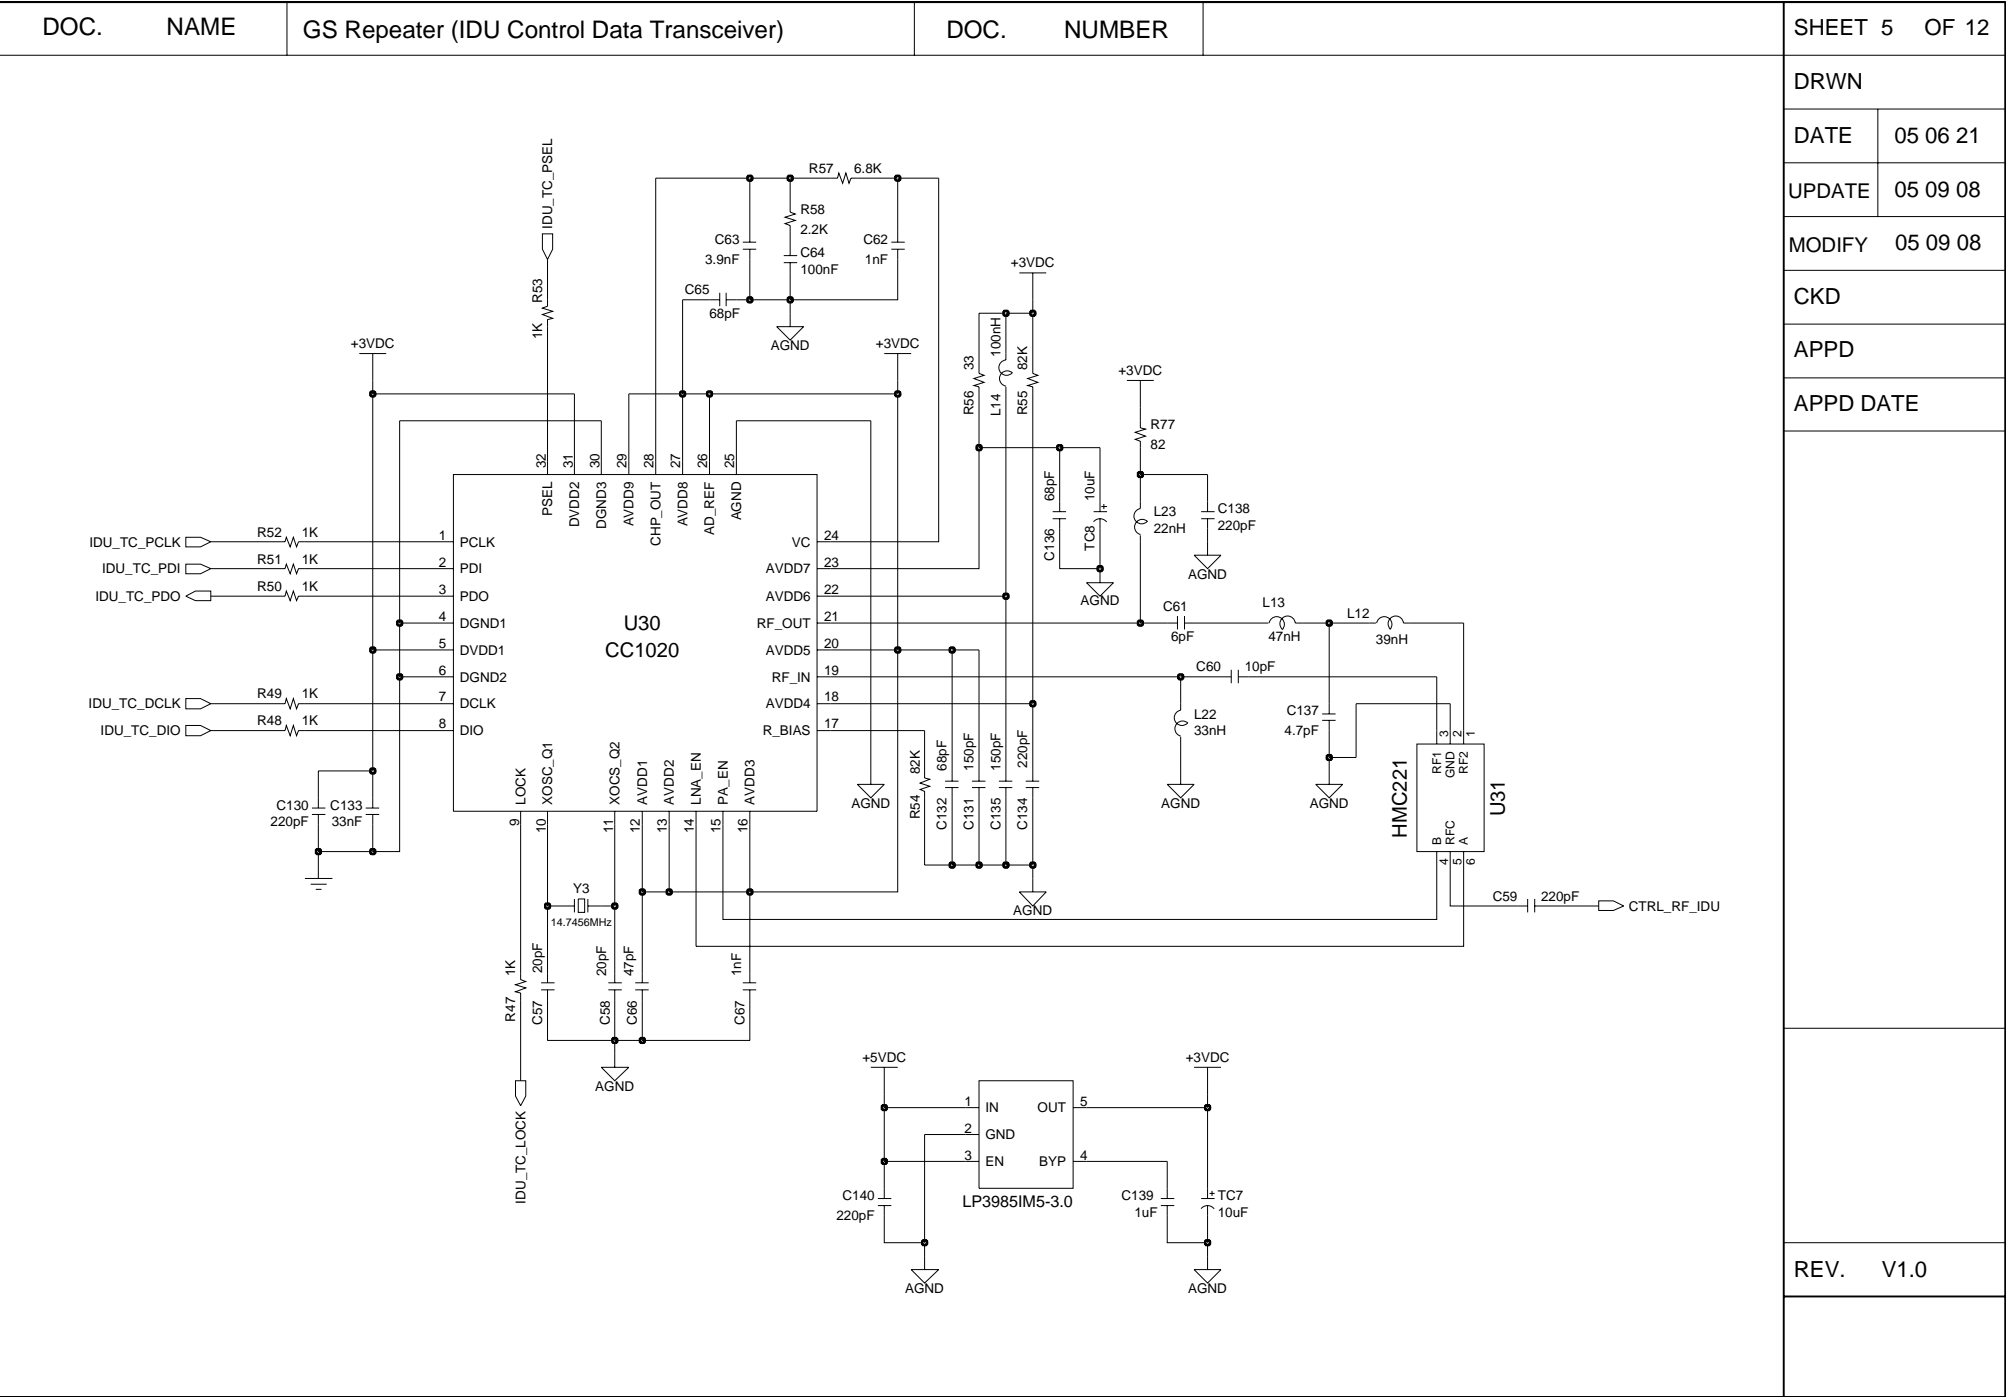 DOC. NAME
GS Repeater (IDU Control Data Transceiver)
DOC. NUMBER
SHEET 5 OF 12
DRWN
DATE 05 06 21
UPDATE 05 09 08
MODIFY 05 09 08
CKD
APPD
APPD DATE
REV. V1.0
IDU_TC_PSEL
R53
1K
R57 6.8K
R58
2.2K
C63
3.9nF
C64
100nF
C62
1nF
C65
68pF
AGND
+3VDC
+3VDC
+3VDC
33
R56
100nH
L14
82K
R55
+3VDC
R77
82
68pF
C136
10uF
TC8
+
AGND
L23
22nH
C138
220pF
AGND
32
31
30
29
28
27
26
25
PSEL
DVDD2
DGND3
AVDD9
CHP_OUT
AVDD8
AD_REF
AGND
IDU_TC_PCLK R52 1K 1 PCLK
IDU_TC_PDI R51 1K 2 PDI
IDU_TC_PDO R50 1K 3 PDO
4 DGND1
5 DVDD1
6 DGND2
IDU_TC_DCLK R49 1K 7 DCLK
IDU_TC_DIO R48 1K 8 DIO
U30
CC1020
VC 24
AVDD7 23
AVDD6 22
RF_OUT 21
AVDD5 20
RF_IN 19
AVDD4 18
R_BIAS 17
LOCK
XOSC_Q1
XOCS_Q2
AVDD1
AVDD2
LNA_EN
PA_EN
AVDD3
9
10
11
12
13
14
15
16
C130
220pF
C133
33nF
AGND
82K
R54
68pF
C132
150pF
C131
150pF
C135
220pF
C134
AGND
C61
6pF
L13
47nH
L12
39nH
C60 10pF
L22
33nH
AGND
C137
4.7pF
AGND
3
2
1
RF1
GND
RF2
HMC221
U31
B
RFC
A
4
5
6
C59 220pF CTRL_RF_IDU
Y3
14.7456MHz
1K
R47
20pF
C57
20pF
C58
47pF
C66
1nF
C67
AGND
IDU_TC_LOCK
+5VDC
+3VDC
1 IN OUT 5
2 GND
3 EN BYP 4
LP3985IM5-3.0
C140
220pF
C139
1uF
+
TC7
10uF
AGND
AGND